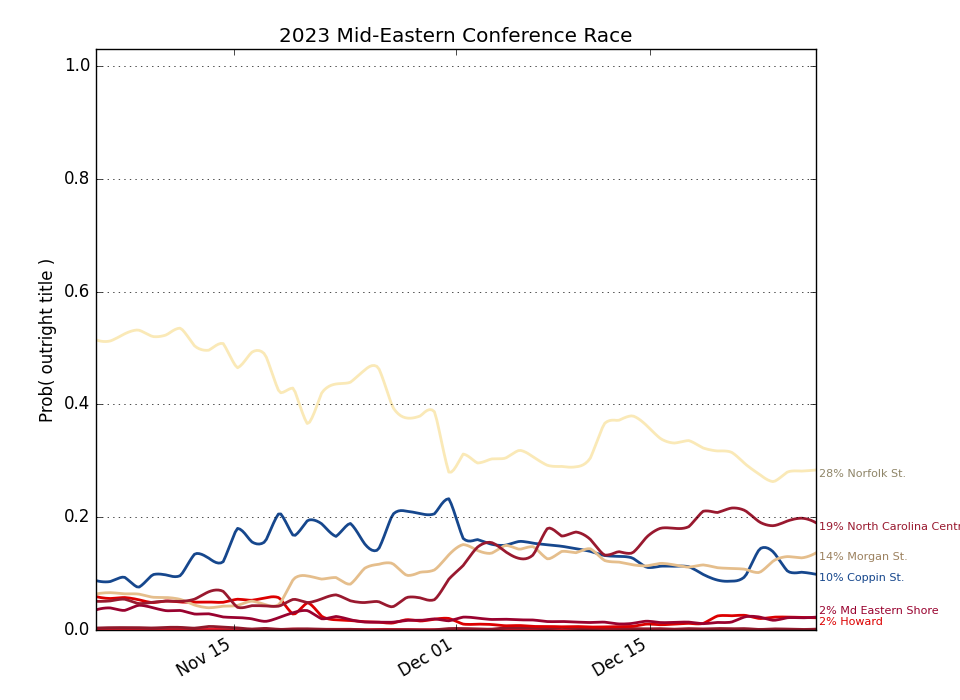 2023 Mid-Eastern Conference Race
1.0
0.8
0.6
0.4
0.2
0.0
Prob( outright title )
Nov 15
Dec 01
Dec 15
28% Norfolk St.
19% North Carolina Centr
14% Morgan St.
10% Coppin St.
2% Md Eastern Shore
2% Howard